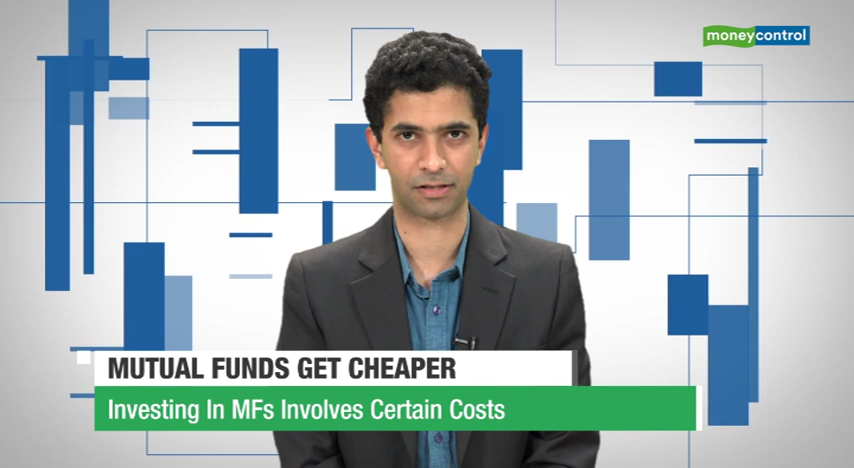 moneycontrol
MUTUAL FUNDS GET CHEAPER
Investing In MFs Involves Certain Costs